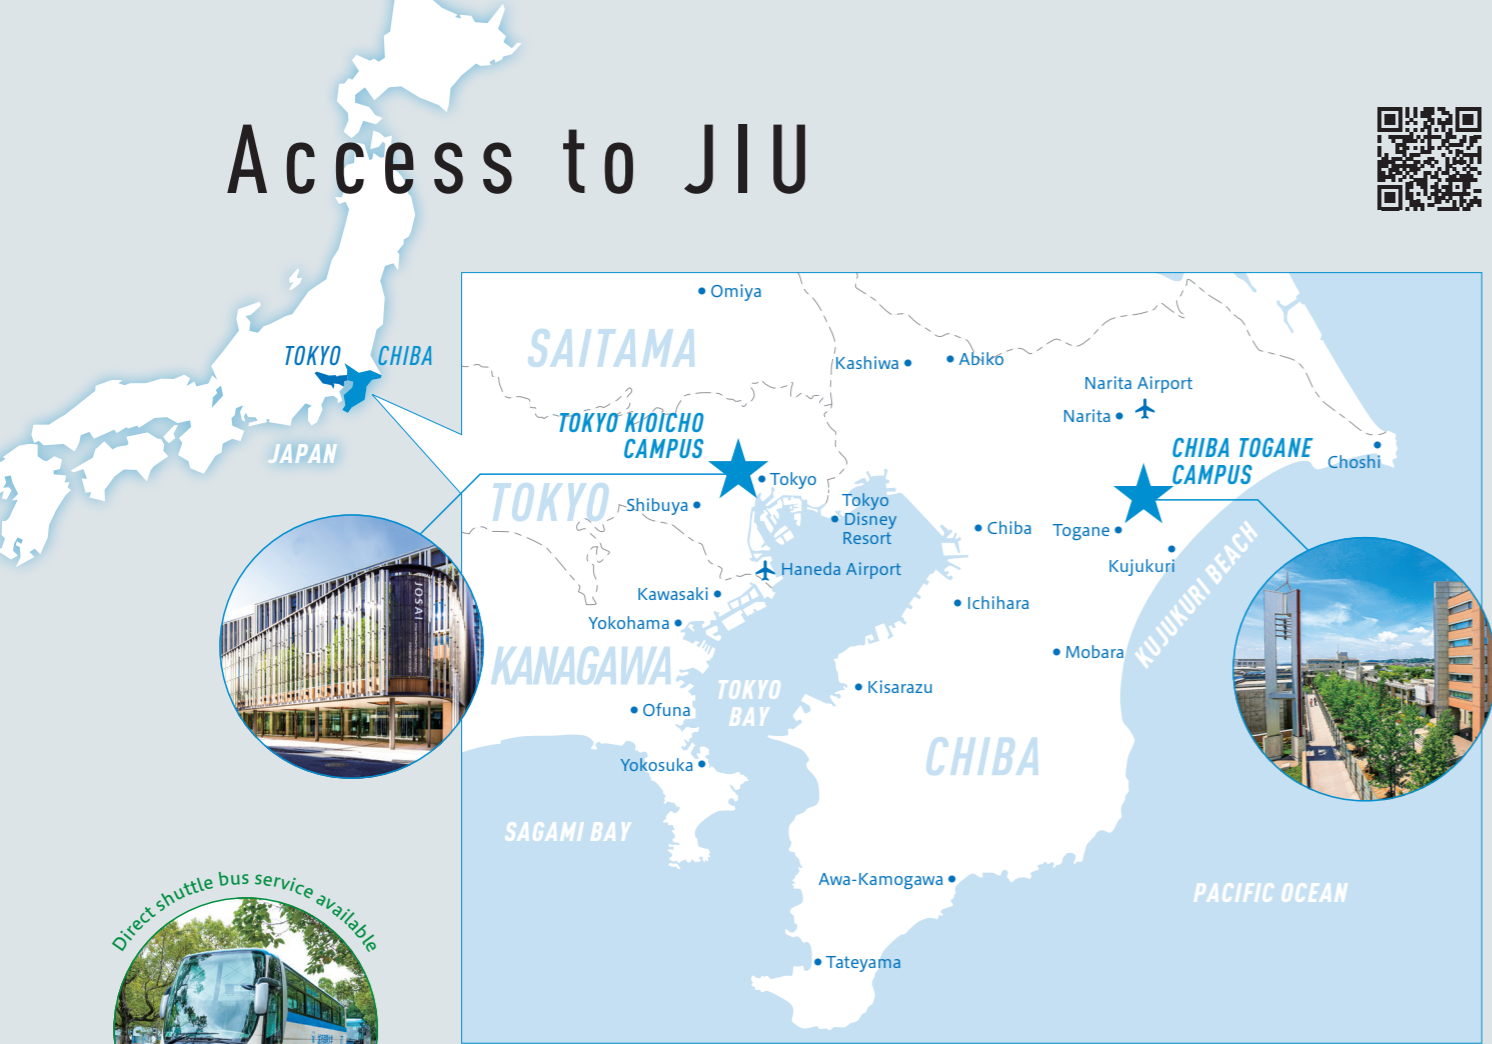 Access to JIU
TOKYO
CHIBA
JAPAN
Omiya
SAITAMA
Kashiwa
Abiko
Narita Airport
Narita
TOKYO KIOICHO
CAMPUS
CHIBA TOGANE
CAMPUS
Choshi
Tokyo
TOKYO
Shibuya
Tokyo
Disney
Resort
Chiba
Togane
Kujukuri
KUJUKURI BEACH
Haneda Airport
Kawasaki
Ichihara
Yokohama
Mobara
KANAGAWA
TOKYO
BAY
Kisarazu
Ofuna
CHIBA
Yokosuka
SAGAMI BAY
Awa-Kamogawa
PACIFIC OCEAN
Tateyama
JOSAI
Direct shuttle bus service available